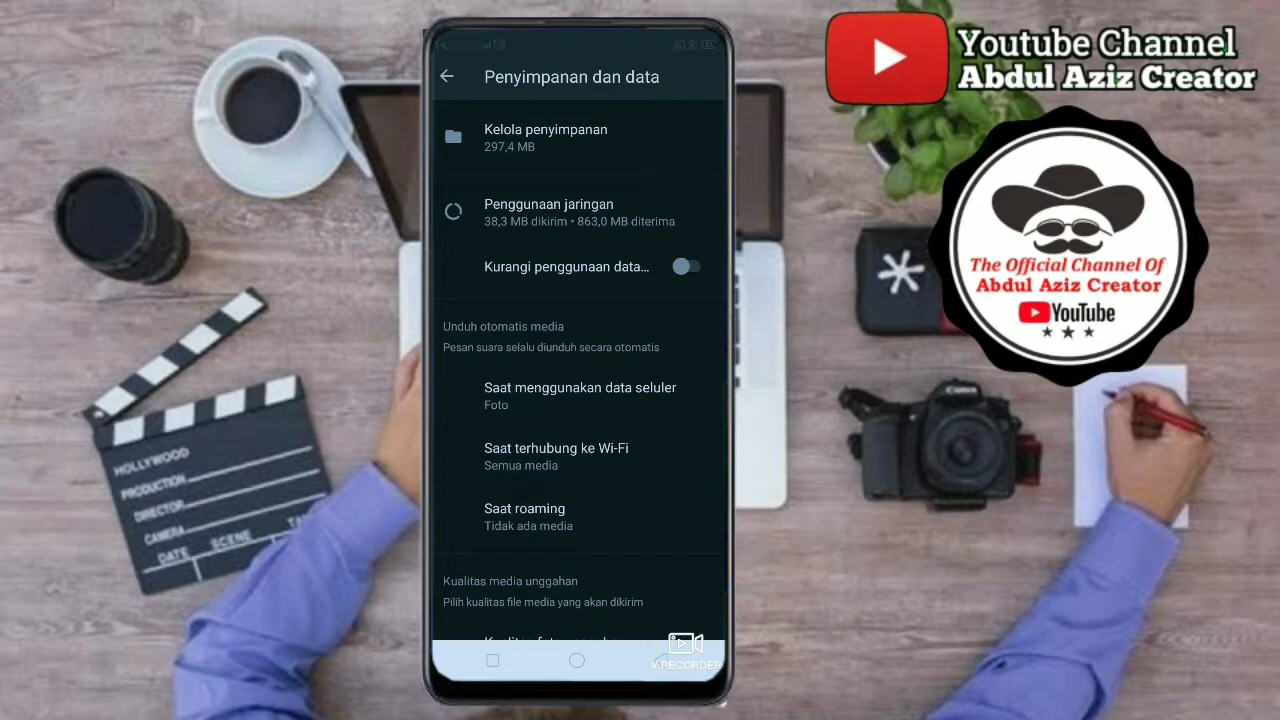 Youtube Channel
Abdul Aziz Creator
The Official Channel Of
Abdul Aziz Creator
YouTube
Penyimpanan dan data
Kelola penyimpanan
297,4 MB
Penggunaan jaringan
38,3 MB dikirim • 863,0 MB diterima
Kurangi penggunaan data...
Unduh otomatis media
Pesan suara selalu diunduh secara otomatis
Saat menggunakan data seluler
Foto
Saat terhubung ke Wi-Fi
Semua media
Saat roaming
Tidak ada media
Kualitas media unggahan
Pilih kualitas file media yang akan dikirim
V RECORDER
HOLLYWOOD
PRODUCTION
DIRECTOR
CAMERA
DATE SCENE
Canon